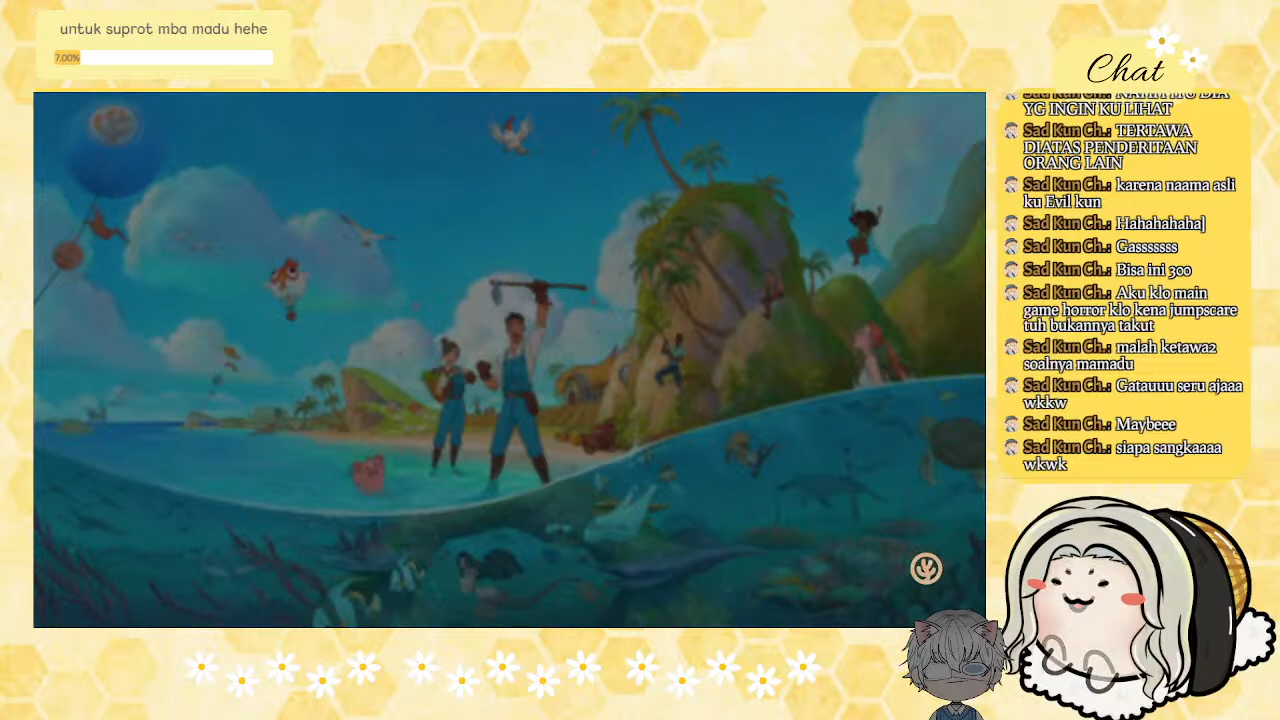 untuk suprot mba madu hehe
7.00%
Chat
YG INGIN KU LIHAT
Sad Kun Ch.: TERTAWA
DIATAS PENDERITAAN
ORANG LAIN
Sad Kun Ch.: karena naama asli
ku Evil kun
Sad Kun Ch.: Hahahahaha]
Sad Kun Ch.: Gasssssss
Sad Kun Ch.: Bisa ini 300
Sad Kun Ch.: Aku klo main
game horror klo kena jumpscare
tuh bukannya takut
Sad Kun Ch.: malah ketawa2
soalnya mamadu
Sad Kun Ch.: Gatauuu seru ajaaa
wkkw
Sad Kun Ch.: Maybeee
Sad Kun Ch.: siapa sangkaaaa
wkwk